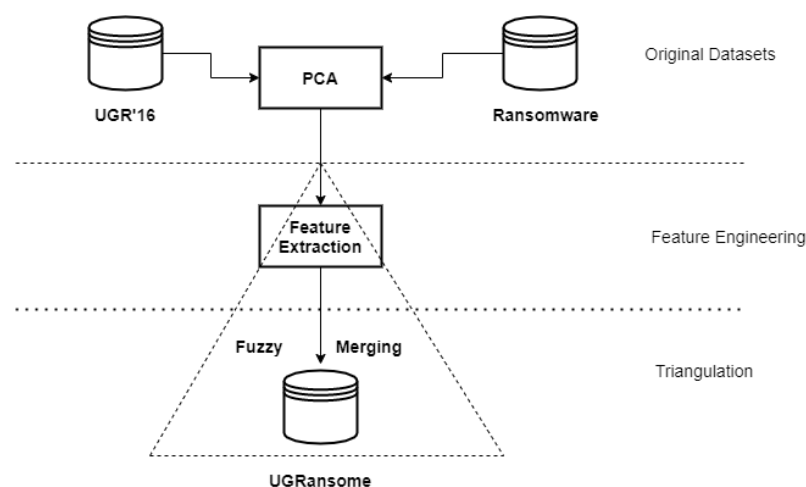 Original Datasets
PCA
UGR'16
Ransomware
Feature
Extraction
Feature Engineering
Fuzzy Merging
Triangulation
UGRansome